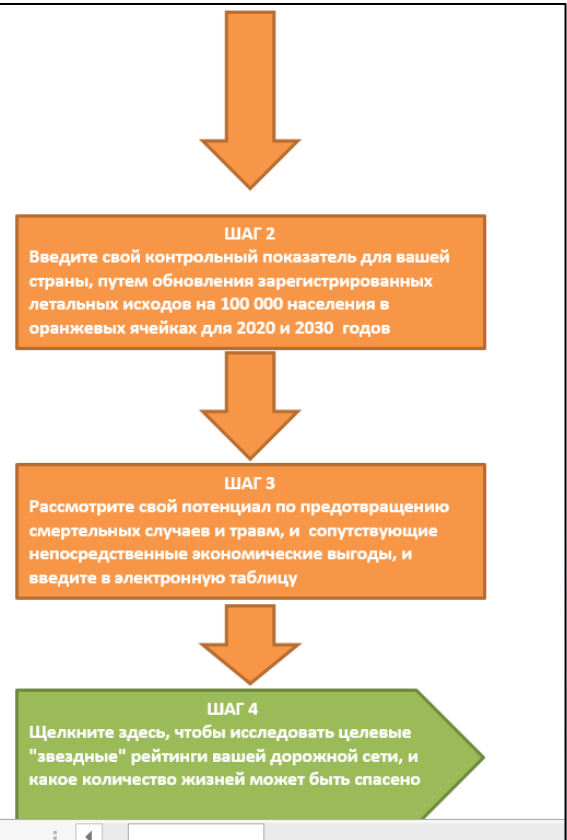 ШАГ 2
Введите свой контрольный показатель для вашей
страны, путем обновления зарегистрированных
летальных исходов на 100 000 населения в
оранжевых ячейках для 2020 и 2030  годов
ШАГ 3
Рассмотрите свой потенциал по предотвращению
смертельных случаев и травм, и  сопутствующие
непосредственные экономические выгоды, и
введите в электронную таблицу
ШАГ 4
Щелкните здесь, чтобы исследовать целевые
"звездные" рейтинги вашей дорожной сети, и
какое количество жизней может быть спасено